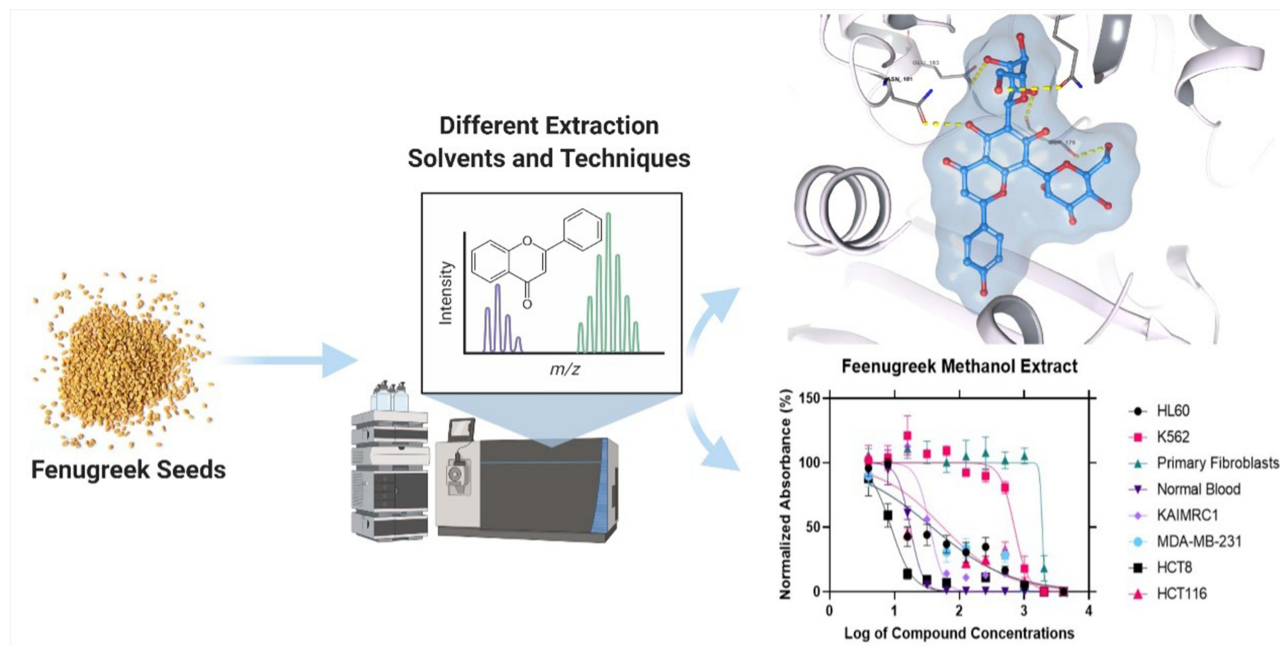 Fenugreek Seeds
Different Extraction
Solvents and Techniques
Intensity
O
O
m/z
GLU_183
ASN_181
Feenugreek Methanol Extract
Normalized Absorbance (%)
150
100
50
0
0 1 2 3 4
Log of Compound Concentrations
HL60
K562
Primary Fibroblasts
Normal Blood
KAIMRC1
MDA-MB-231
HCT8
HCT116